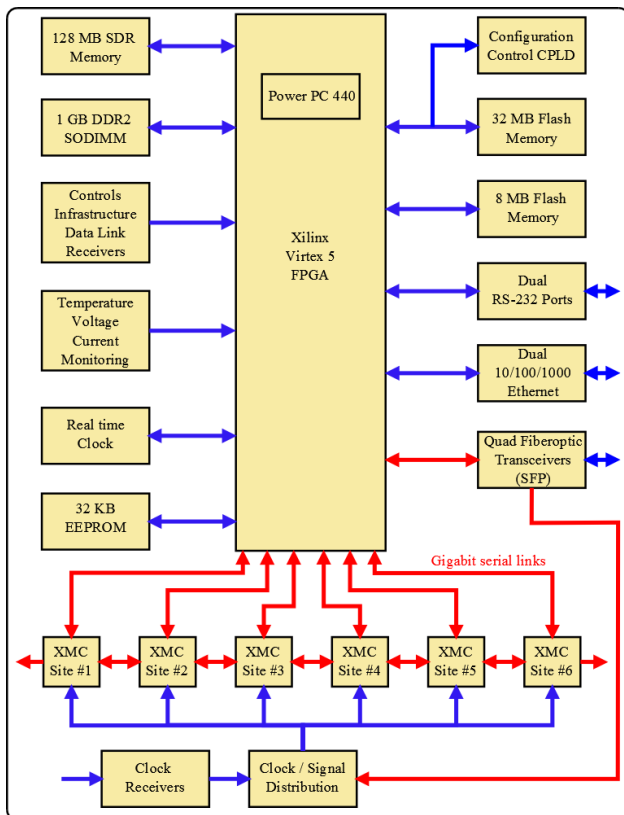 128 MB SDR
Memory
1 GB DDR2
SODIMM
Controls
Infrastructure
Data Link
Receivers
Temperature
Voltage
Current
Monitoring
Real time
Clock
32 KB
EEPROM
Power PC 440
Xilinx
Virtex 5
FPGA
Configuration
Control CPLD
32 MB Flash
Memory
8 MB Flash
Memory
Dual
RS-232 Ports
Dual
10/100/1000
Ethernet
Quad Fiberoptic
Transceivers
(SFP)
Gigabit serial links
XMC
Site #1
XMC
Site #2
XMC
Site #3
XMC
Site #4
XMC
Site #5
XMC
Site #6
Clock
Receivers
Clock / Signal
Distribution